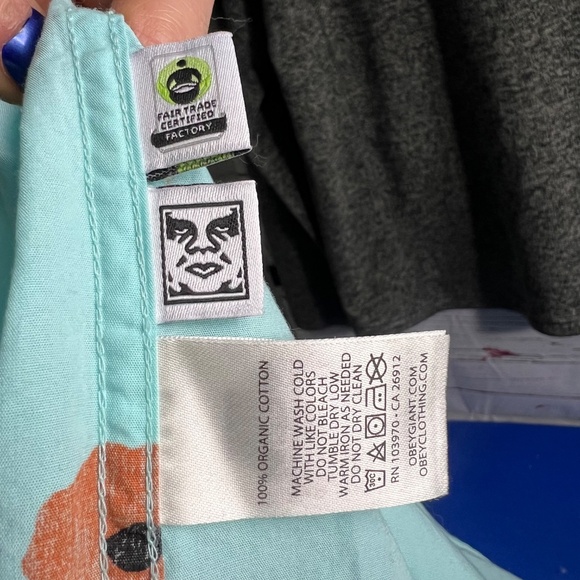 FAIR TRADE
CERTIFIED
FACTORY
100% ORGANIC COTTON
MACHINE WASH COLD
WITH LIKE COLORS
DO NOT BLEACH
TUMBLE DRY LOW
WARM IRON AS NEEDED
DO NOT DRY CLEAN
30C
RN 103970 · CA 26912
OBEYGIANT.COM
OBEYCLOTHING.COM